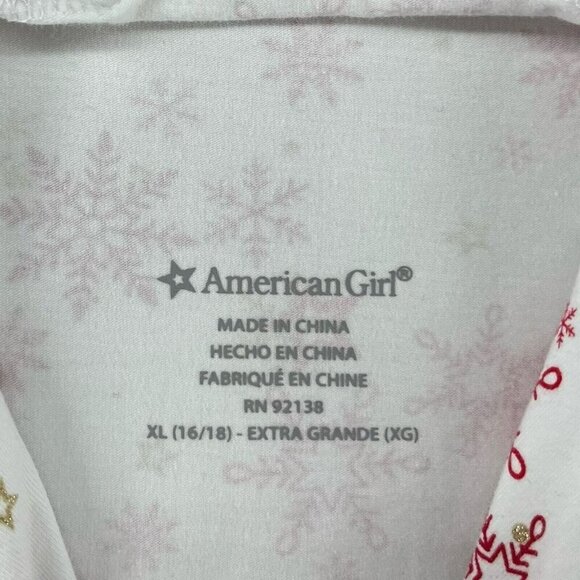 American Girl®
MADE IN CHINA
HECHO EN CHINA
FABRIQUÉ EN CHINE
RN 92138
XL (16/18) - EXTRA GRANDE (XG)